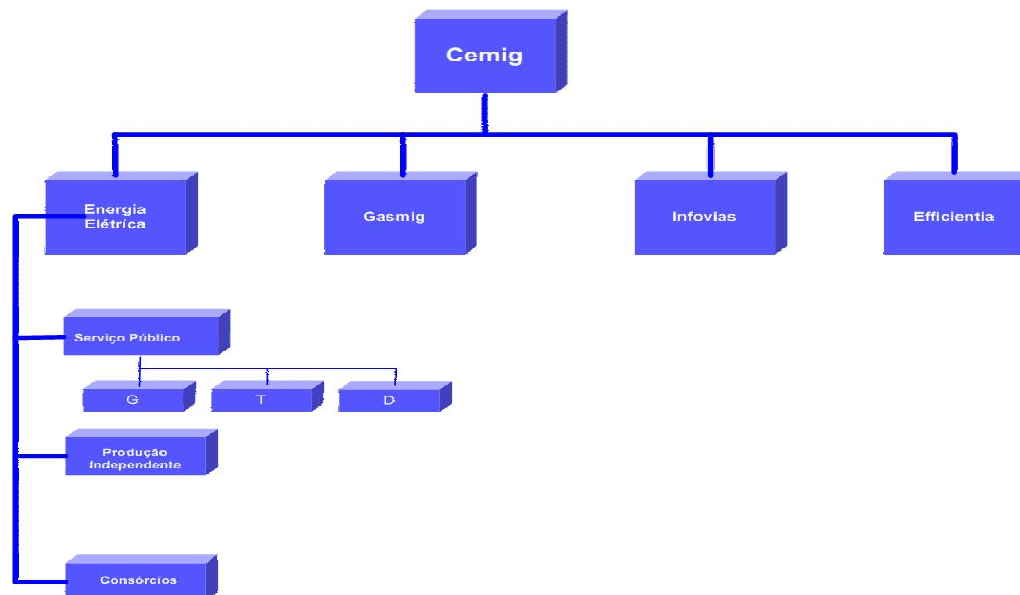 Cemig
Energia
Elétrica
Gasmig
Infovias
Efficientia
Serviço Público
G
T
D
Produção
Independente
Consórcios